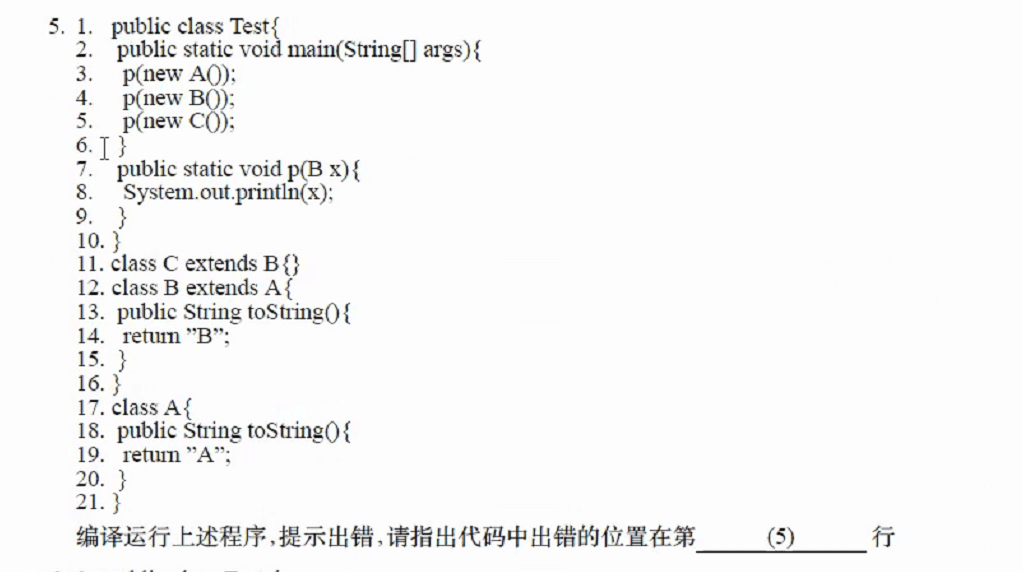 5. 1. public class Test{
2. public static void main(String[] args){
3. p(new A());
4. p(new B());
5. p(new C());
6. }
7. public static void p(B x){
8. System.out.println(x);
9. }
10. }
11. class C extends B{}
12. class B extends A{
13. public String toString(){
14. return ”B”;
15. }
16. }
17. class A{
18. public String toString(){
19. return ”A”;
20. }
21. }
编译运行上述程序,提示出错,请指出代码中出错的位置在第 (5) 行